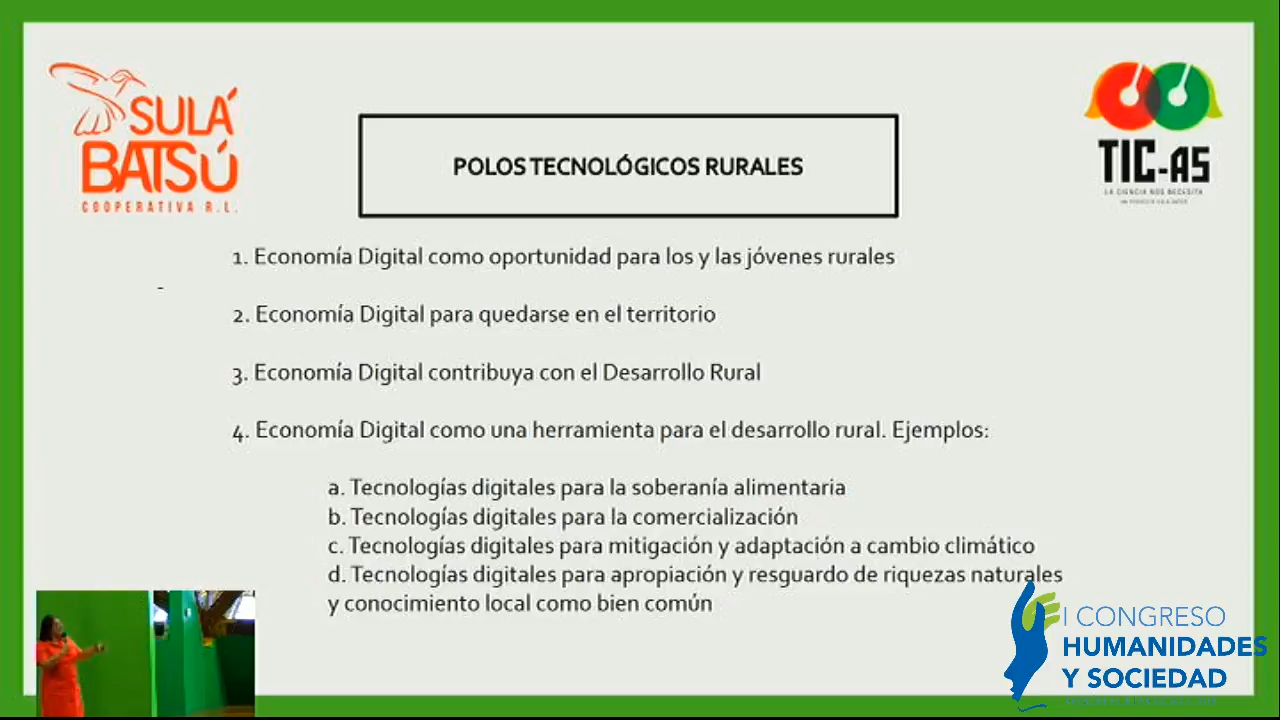 SULÁ
BATSÚ
COOPERATIVA R.L.
TIC-AS
LA CIENCIA NOS NECESITA
POLOS TECNOLÓGICOS RURALES
1. Economía Digital como oportunidad para los y las jóvenes rurales
-
2. Economía Digital para quedarse en el territorio
3. Economía Digital contribuya con el Desarrollo Rural
4. Economía Digital como una herramienta para el desarrollo rural. Ejemplos:
a. Tecnologías digitales para la soberanía alimentaria
b. Tecnologías digitales para la comercialización
c. Tecnologías digitales para mitigación y adaptación a cambio climático
d. Tecnologías digitales para apropiación y resguardo de riquezas naturales
y conocimiento local como bien común
I CONGRESO
HUMANIDADES
Y SOCIEDAD